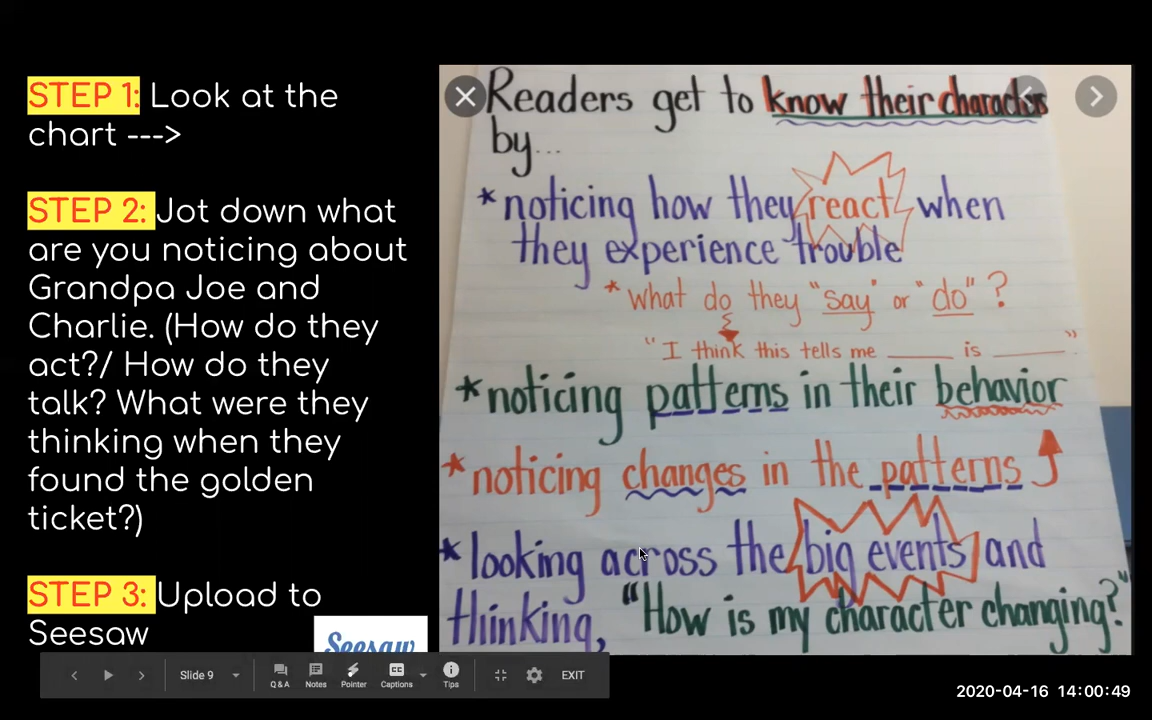 STEP 1: Look at the
chart --->
STEP 2: Jot down what
are you noticing about
Grandpa Joe and
Charlie. (How do they
act?/ How do they
talk? What were they
thinking when they
found the golden
ticket?)
STEP 3: Upload to
Seesaw
Seesaw
Readers get to know their characters
by...
*noticing how they react when
they experience trouble
*what do they "say" or "do"?
"I think this tells me ______ is ______"
*noticing patterns in their behavior
*noticing changes in the patterns
*looking across the big events and
thinking, "How is my character changing?"
Slide 9
Q&A
Notes
Pointer
CC
Captions
Tips
EXIT
2020-04-16 14:00:49